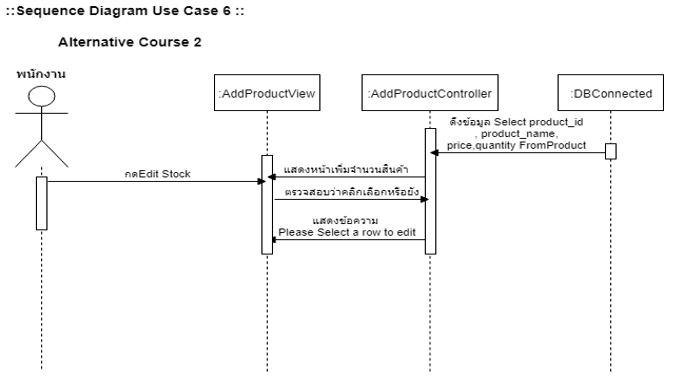 ::Sequence Diagram Use Case 6 ::
Alternative Course 2
พนักงาน
:AddProductView
:AddProductController
:DBConnected
ดึงข้อมูล Select product_id
, product_name,
price,quantity FromProduct
แสดงหน้าเพิ่มจำนวนสินค้า
กดEdit Stock
ตรวจสอบว่าคลิกเลือกหรือยัง
แสดงข้อความ
Please Select a row to edit